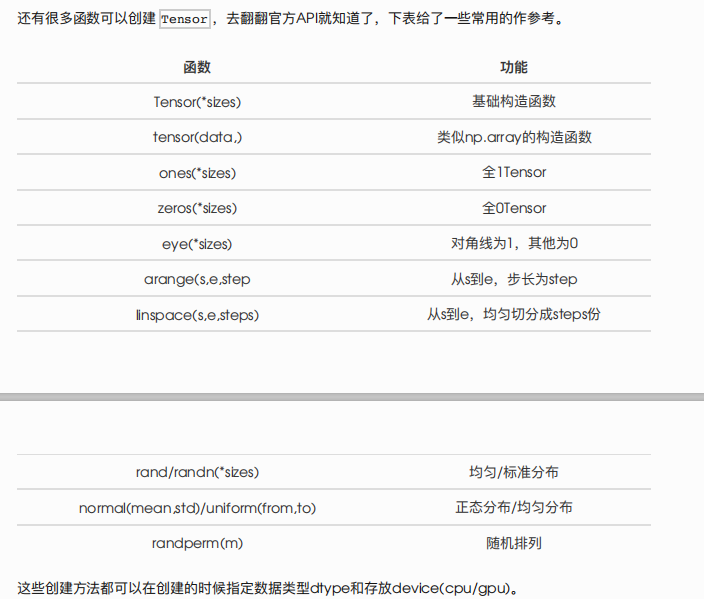 还有很多函数可以创建 Tensor ，去翻翻官方API就知道了，下表给了一些常用的作参考。
函数 功能
Tensor(*sizes) 基础构造函数
tensor(data,) 类似np.array的构造函数
ones(*sizes) 全1Tensor
zeros(*sizes) 全0Tensor
eye(*sizes) 对角线为1，其他为0
arange(s,e,step 从s到e，步长为step
linspace(s,e,steps) 从s到e，均匀切分成steps份
rand/randn(*sizes) 均匀/标准分布
normal(mean,std)/uniform(from,to) 正态分布/均匀分布
randperm(m) 随机排列
这些创建方法都可以在创建的时候指定数据类型dtype和存放device(cpu/gpu)。